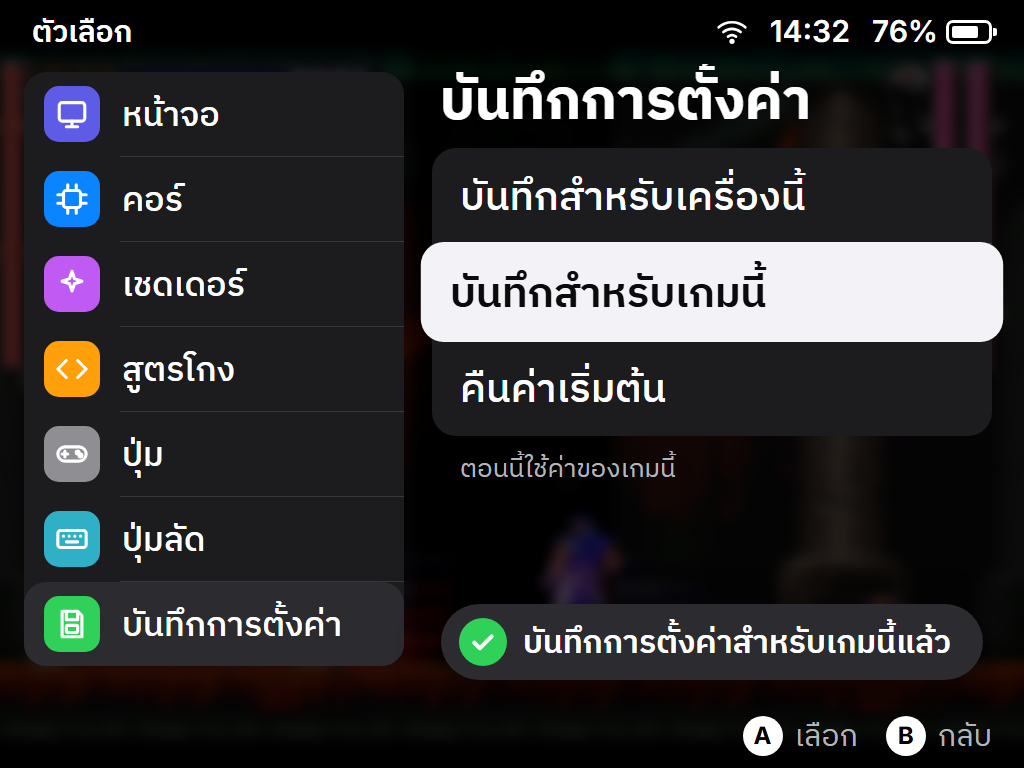 ตัวเลือก
14:32 76%
หน้าจอ
คอร์
เชดเดอร์
สูตรโกง
ปุ่ม
ปุ่มลัด
บันทึกการตั้งค่า
บันทึกการตั้งค่า
บันทึกสำหรับเครื่องนี้
บันทึกสำหรับเกมนี้
คืนค่าเริ่มต้น
ตอนนี้ใช้ค่าของเกมนี้
บันทึกการตั้งค่าสำหรับเกมนี้แล้ว
A เลือก B กลับ